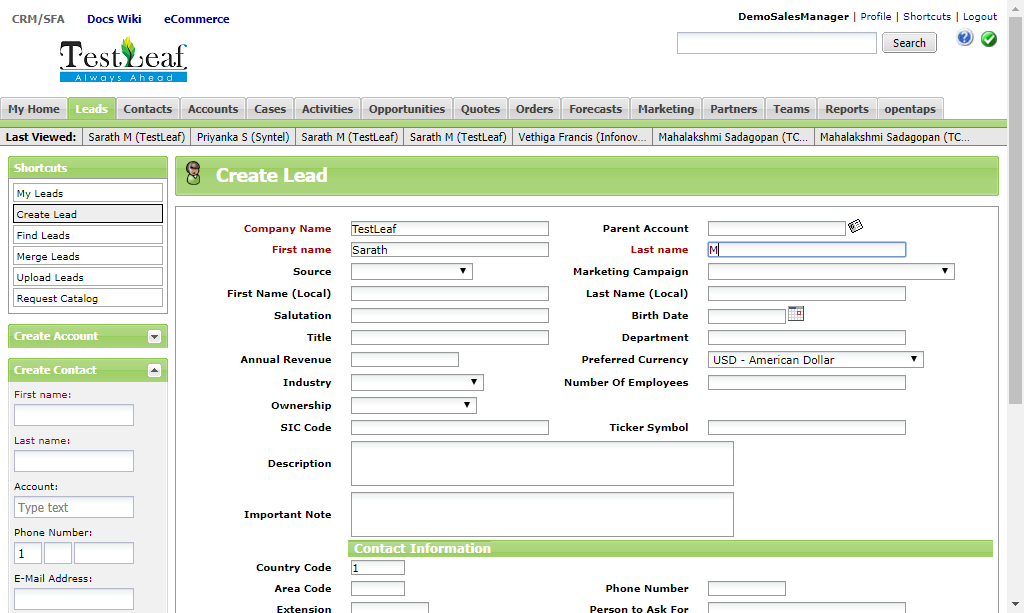 CRM/SFA Docs Wiki eCommerce
DemoSalesManager | Profile | Shortcuts | Logout
TestLeaf
Always Ahead
Search
My Home Leads Contacts Accounts Cases Activities Opportunities Quotes Orders Forecasts Marketing Partners Teams Reports opentaps
Last Viewed: Sarath M (TestLeaf) Priyanka S (Syntel) Sarath M (TestLeaf) Sarath M (TestLeaf) Vethiga Francis (Infonov... Mahalakshmi Sadagopan (TC... Mahalakshmi Sadagopan (TC...
Shortcuts
My Leads
Create Lead
Find Leads
Merge Leads
Upload Leads
Request Catalog
Create Account
Create Contact
First name:
Last name:
Account:
Type text
Phone Number:
1
E-Mail Address:
Create Lead
Company Name TestLeaf Parent Account
First name Sarath Last name M
Source Marketing Campaign
First Name (Local) Last Name (Local)
Salutation Birth Date
Title Department
Annual Revenue Preferred Currency USD - American Dollar
Industry Number Of Employees
Ownership
SIC Code Ticker Symbol
Description
Important Note
Contact Information
Country Code 1
Area Code Phone Number
Extension Person to Ask For